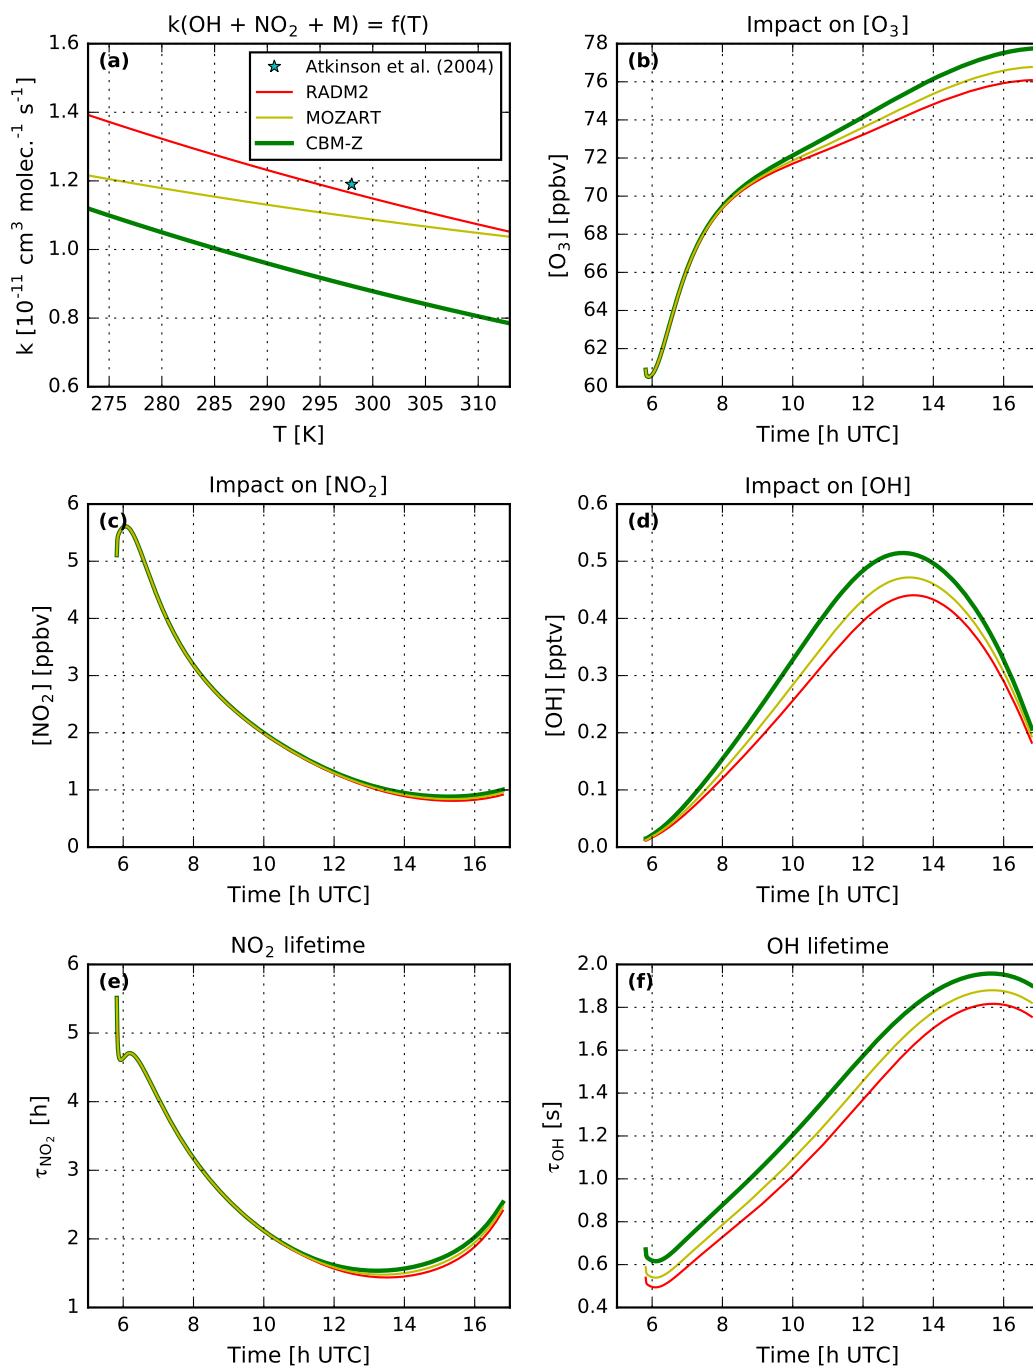 k(OH + NO₂ + M) = f(T)
(a)
Atkinson et al. (2004)
RADM2
MOZART
CBM-Z
k [10⁻¹¹ cm³ molec.⁻¹ s⁻¹]
1.6
1.4
1.2
1.0
0.8
0.6
275 280 285 290 295 300 305 310
T [K]
Impact on [O₃]
(b)
[O₃] [ppbv]
78
76
74
72
70
68
66
64
62
60
6 8 10 12 14 16
Time [h UTC]
Impact on [NO₂]
(c)
[NO₂] [ppbv]
6
5
4
3
2
1
0
6 8 10 12 14 16
Time [h UTC]
Impact on [OH]
(d)
[OH] [pptv]
0.6
0.5
0.4
0.3
0.2
0.1
0.0
6 8 10 12 14 16
Time [h UTC]
NO₂ lifetime
(e)
τNO₂ [h]
6
5
4
3
2
1
6 8 10 12 14 16
Time [h UTC]
OH lifetime
(f)
τOH [s]
2.0
1.8
1.6
1.4
1.2
1.0
0.8
0.6
0.4
6 8 10 12 14 16
Time [h UTC]